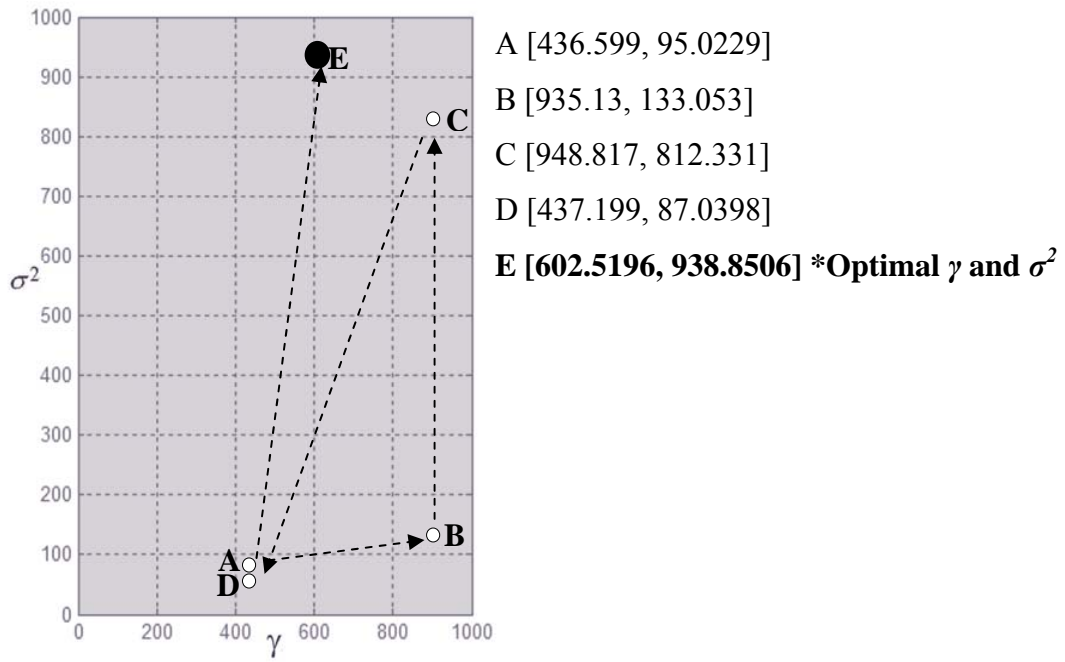 1000
900
800
700
600
500
400
300
200
100
0
σ²
0 200 400 600 800 1000
γ
E
C
B
A
D
A [436.599, 95.0229]
B [935.13, 133.053]
C [948.817, 812.331]
D [437.199, 87.0398]
E [602.5196, 938.8506] *Optimal γ and σ²